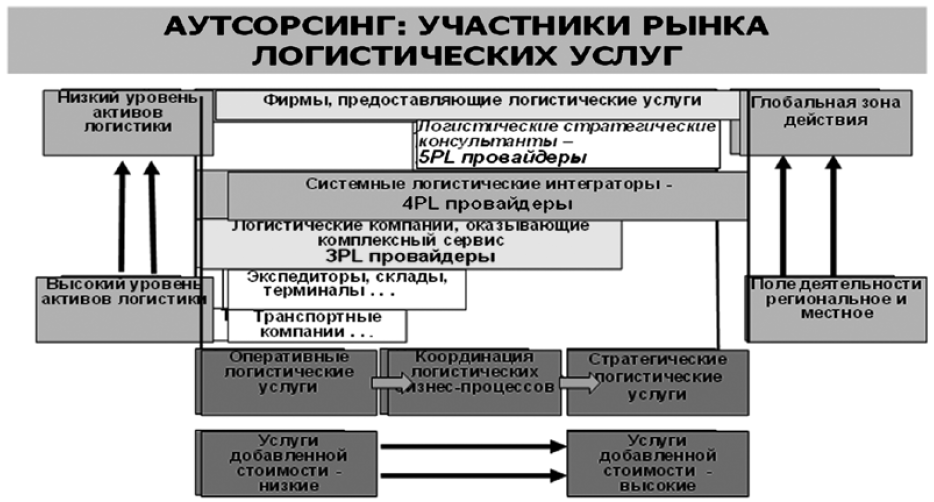 АУТСОРСИНГ: УЧАСТНИКИ РЫНКА
ЛОГИСТИЧЕСКИХ УСЛУГ
Низкий уровень
активов
логистики
Фирмы, предоставляющие логистические услуги
Глобальная зона
действия
Логистические стратегические
консультанты –
5PL провайдеры
Системные логистические интеграторы -
4PL провайдеры
Логистические компании, оказывающие
комплексный сервис
3PL провайдеры
Высокий уровень
активов логистики
Экспедиторы, склады,
терминалы . . .
Поле деятельности
региональное и
местное
Транспортные
компании . . .
Оперативные
логистические
услуги
Координация
логистических
бизнес-процессов
Стратегические
логистические
услуги
Услуги
добавленной
стоимости -
низкие
Услуги
добавленной
стоимости -
высокие